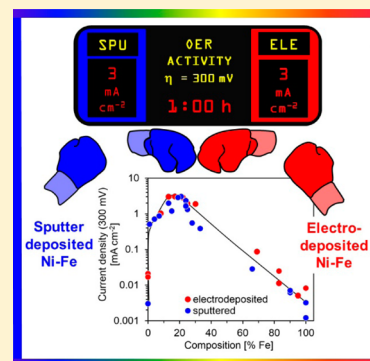 SPU
OER
ELE
ACTIVITY
η = 300 mV
3
mA
cm⁻²
1:00 h
3
mA
cm⁻²
Sputter
deposited
Ni-Fe
Electro-
deposited
Ni-Fe
Current density (300 mV)
[mA cm⁻²]
10
1
0.1
0.01
0.001
electrodeposited
sputtered
0 20 40 60 80 100
Composition [% Fe]